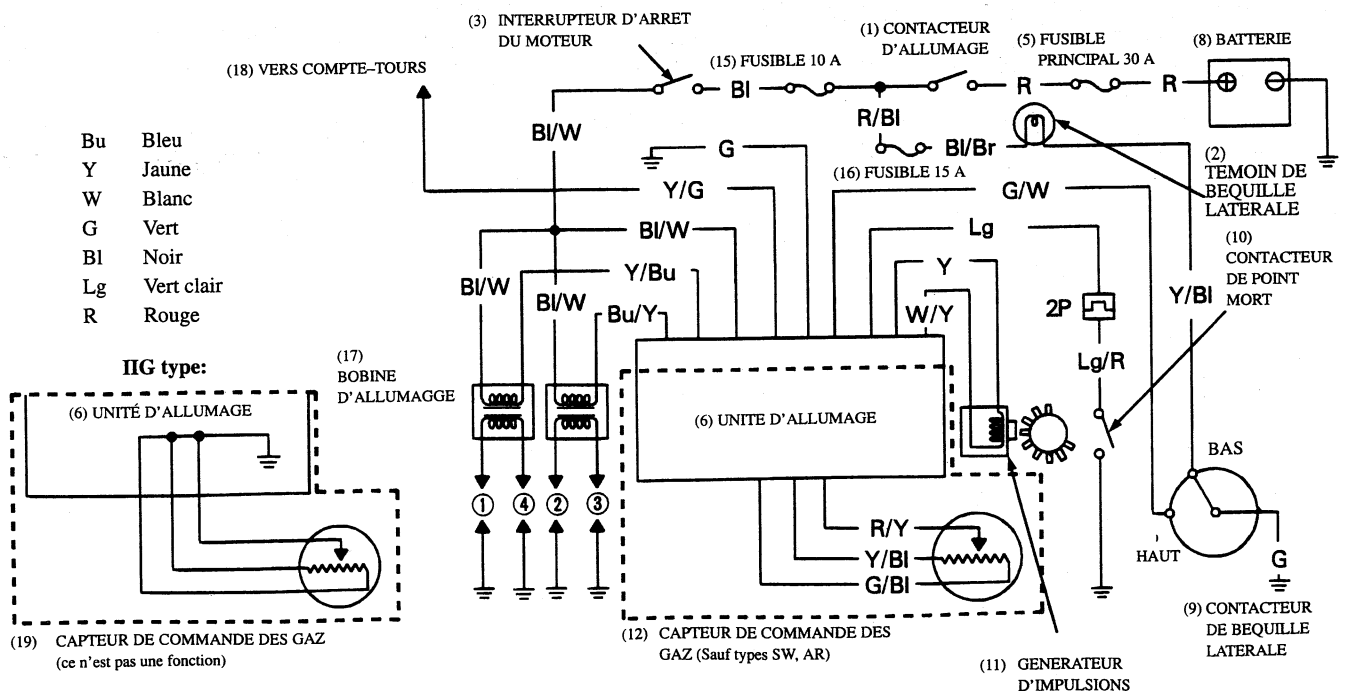 (3) INTERRUPTEUR D'ARRET
DU MOTEUR
(1) CONTACTEUR
D'ALLUMAGE
(5) FUSIBLE
PRINCIPAL 30 A
(8) BATTERIE
(15) FUSIBLE 10 A
(18) VERS COMPTE–TOURS
Bl
R
R
R/Bl
Bl/W
Bu Bleu
Y Jaune
W Blanc
G Vert
Bl Noir
Lg Vert clair
R Rouge
G
Bl/Br
(16) FUSIBLE 15 A
(2)
TEMOIN DE
BEQUILLE
LATERALE
Y/G
G/W
Bl/W
Lg
(10)
CONTACTEUR
DE POINT
MORT
Y/Bu
Y
Bl/W
Bl/W
Y/Bl
Bu/Y
W/Y
2P
Lg/R
IIG type:
(17)
BOBINE
D'ALLUMAGGE
(6) UNITÉ D'ALLUMAGE
(6) UNITE D'ALLUMAGE
BAS
1 4 2 3
R/Y
Y/Bl
G/Bl
HAUT
G
(19) CAPTEUR DE COMMANDE DES GAZ
(ce n'est pas une fonction)
(12) CAPTEUR DE COMMANDE DES
GAZ (Sauf types SW, AR)
(9) CONTACTEUR
DE BEQUILLE
LATERALE
(11) GENERATEUR
D'IMPULSIONS